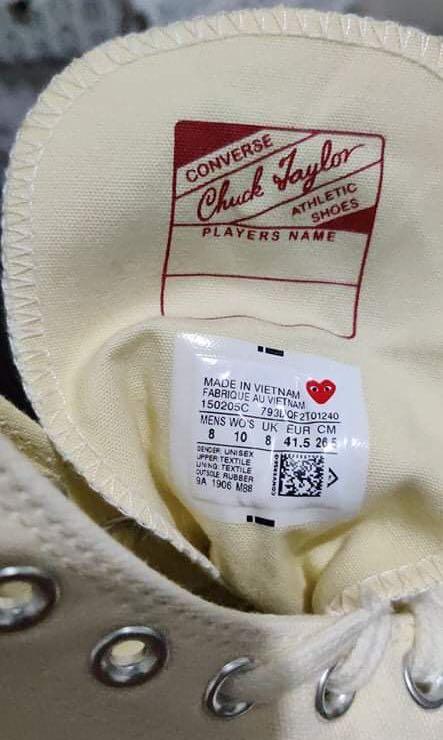 CONVERSE
Chuck Taylor
ATHLETIC
SHOES
PLAYERS NAME
MADE IN VIETNAM
FABRIQUE AU VIETNAM
150205C
MENS WO'S UK EUR CM
8 10 8 41.5 26.5
GENDER: UNISEX
UPPER: TEXTILE
LINING: TEXTILE
OUTSOLE: RUBBER
9A 1906 M88
CONVERSE